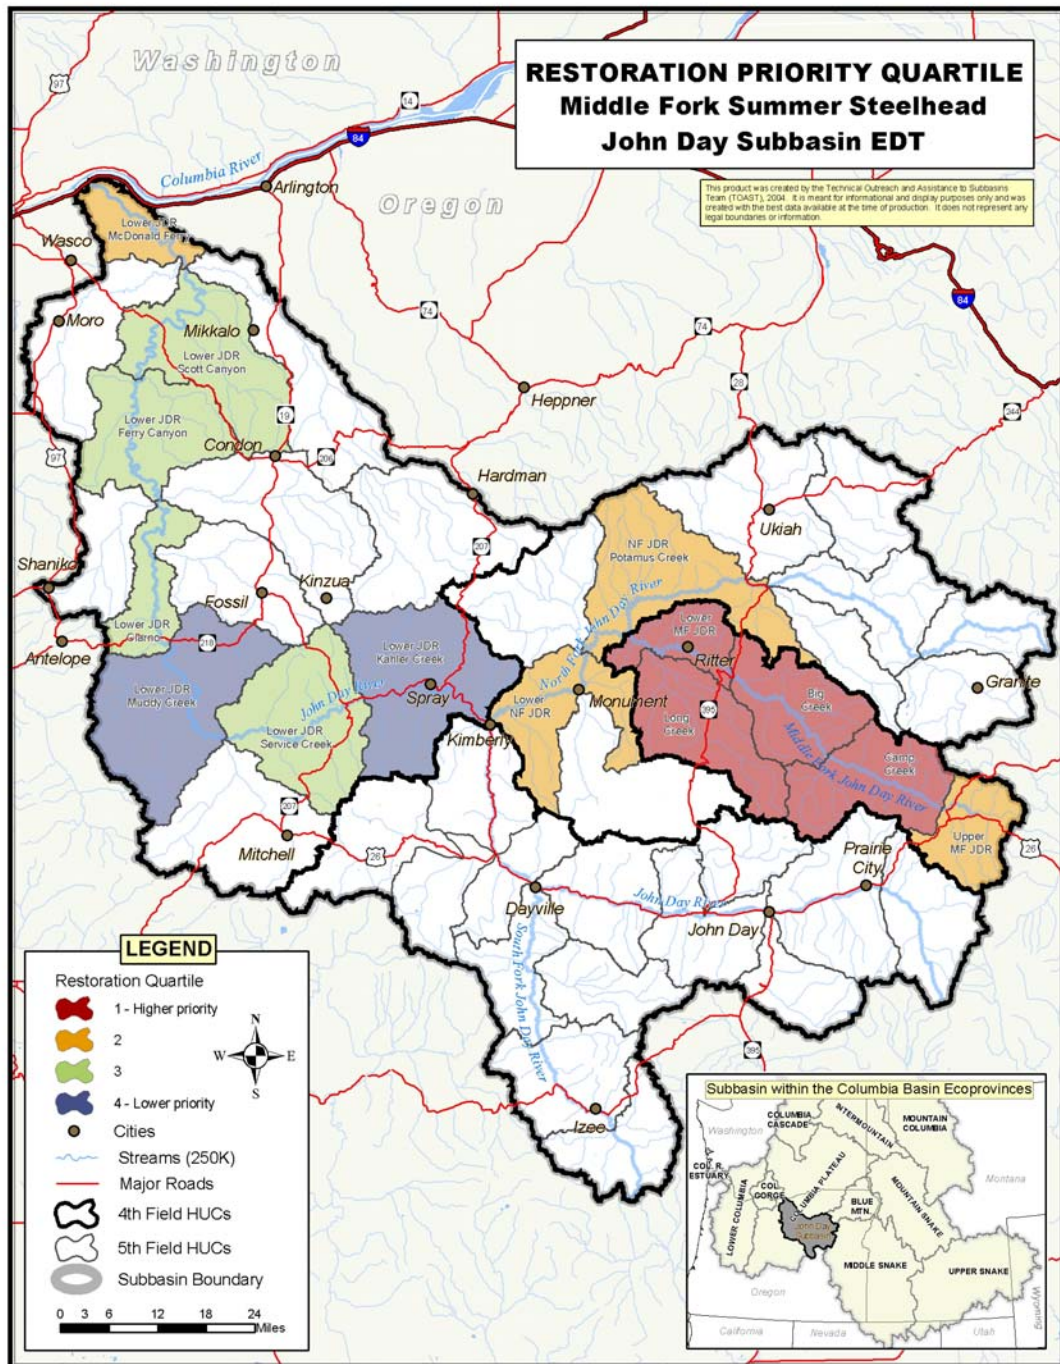 RESTORATION PRIORITY QUARTILE
Middle Fork Summer Steelhead
John Day Subbasin EDT
This product was created by the Technical Outreach and Assistance to Subbasins
Team (TOAST), 2004. It is meant for informational and display purposes only and was
created with the best data available at the time of production. It does not represent any
legal boundaries or information.
Washington
97
14
84
Columbia River
Arlington
Oregon
Lower JDR
McDonald Ferry
Wasco
84
Moro
Mikkalo
74
74
Lower JDR
Scott Canyon
28
Heppner
244
Lower JDR
Ferry Canyon
19
Condon
97
206
Hardman
Ukiah
NF JDR
Potamus Creek
207
Shaniko
Kinzua
Fossil
North Fork John Day River
Lower JDR
Clarno
218
Antelope
Lower JDR
Kahler Creek
Lower
MF JDR
Ritter
Lower JDR
Muddy Creek
Spray
John Day River
Lower
NF JDR
Monument
395
Big
Creek
Granite
Long
Creek
Lower JDR
Service Creek
Kimberly
Middle Fork John Day River
Camp
Creek
207
Mitchell
26
Prairie
City
Upper
MF JDR
26
Dayville
John Day River
John Day
South Fork John Day River
395
Izee
LEGEND
Restoration Quartile
1 - Higher priority
2
3
4 - Lower priority
Cities
Streams (250K)
Major Roads
4th Field HUCs
5th Field HUCs
Subbasin Boundary
0 3 6 12 18 24
Miles
N
W E
S
Subbasin within the Columbia Basin Ecoprovinces
Washington
COLUMBIA
CASCADE
INTERMOUNTAIN
MOUNTAIN
COLUMBIA
COL. R.
ESTUARY
Montana
LOWER COLUMBIA
COL.
GORGE
COLUMBIA PLATEAU
BLUE
MTN.
MOUNTAIN SNAKE
John Day
Subbasin
MIDDLE SNAKE
UPPER SNAKE
Oregon
Wyoming
California
Nevada
Utah